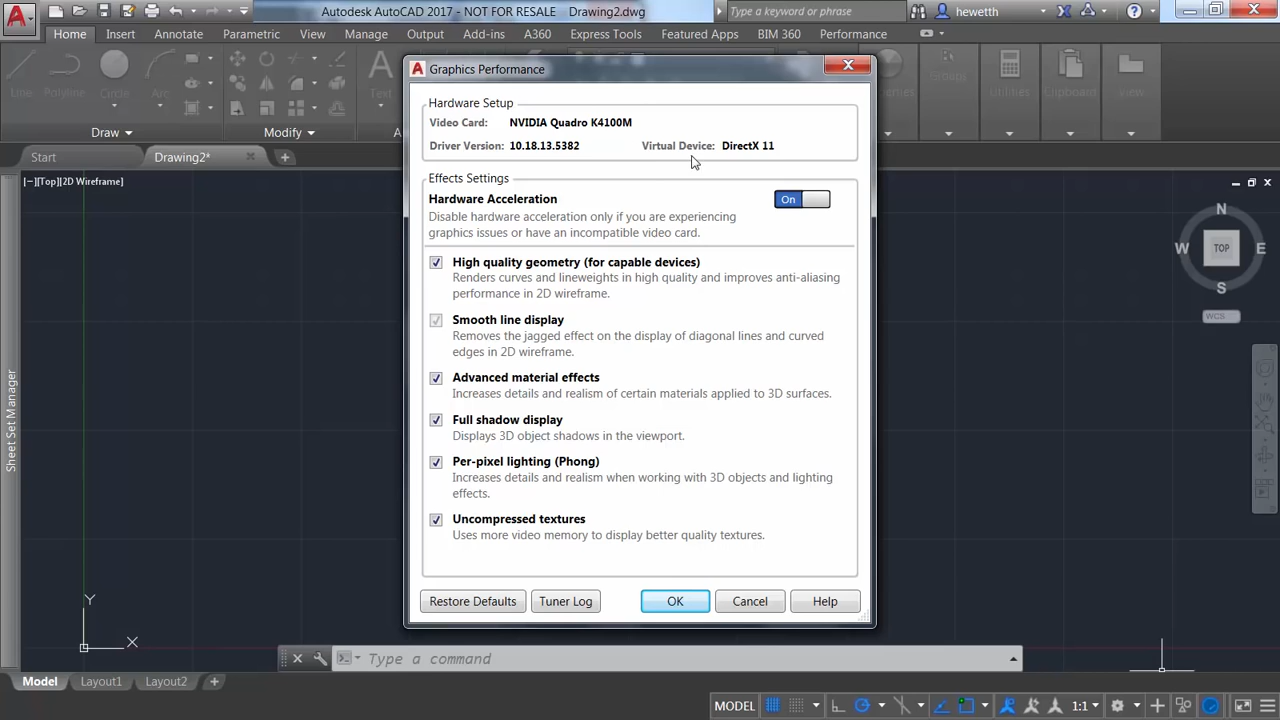 Autodesk AutoCAD 2017 - NOT FOR RESALE Drawing2.dwg
Type a keyword or phrase
hewetth
Home Insert Annotate Parametric View Manage Output Add-ins A360 Express Tools Featured Apps BIM 360 Performance
Line Polyline Circle Arc Text Groups Utilities Clipboard View
Draw Modify
Start Drawing2*
[−][Top][2D Wireframe]
Sheet Set Manager
Graphics Performance
Hardware Setup
Video Card: NVIDIA Quadro K4100M
Driver Version: 10.18.13.5382 Virtual Device: DirectX 11
Effects Settings
Hardware Acceleration On
Disable hardware acceleration only if you are experiencing
graphics issues or have an incompatible video card.
High quality geometry (for capable devices)
Renders curves and lineweights in high quality and improves anti-aliasing
performance in 2D wireframe.
Smooth line display
Removes the jagged effect on the display of diagonal lines and curved
edges in 2D wireframe.
Advanced material effects
Increases details and realism of certain materials applied to 3D surfaces.
Full shadow display
Displays 3D object shadows in the viewport.
Per-pixel lighting (Phong)
Increases details and realism when working with 3D objects and lighting
effects.
Uncompressed textures
Uses more video memory to display better quality textures.
Restore Defaults Tuner Log OK Cancel Help
N
W TOP E
S
WCS
Y
X
Type a command
Model Layout1 Layout2
MODEL 1:1